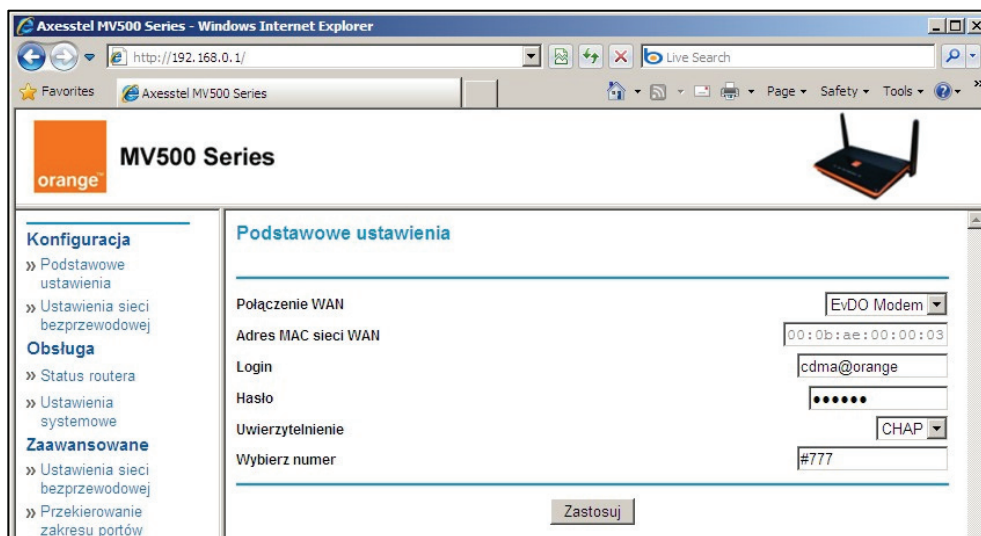 Axesstel MV500 Series - Windows Internet Explorer
http://192.168.0.1/
Live Search
Favorites
Axesstel MV500 Series
Page
Safety
Tools
orange™
MV500 Series
Konfiguracja
» Podstawowe
ustawienia
» Ustawienia sieci
bezprzewodowej
Obsługa
» Status routera
» Ustawienia
systemowe
Zaawansowane
» Ustawienia sieci
bezprzewodowej
» Przekierowanie
zakresu portów
Podstawowe ustawienia
Połączenie WAN
EvDO Modem
Adres MAC sieci WAN
00:0b:ae:00:00:03
Login
cdma@orange
Hasło
••••••
Uwierzytelnienie
CHAP
Wybierz numer
#777
Zastosuj